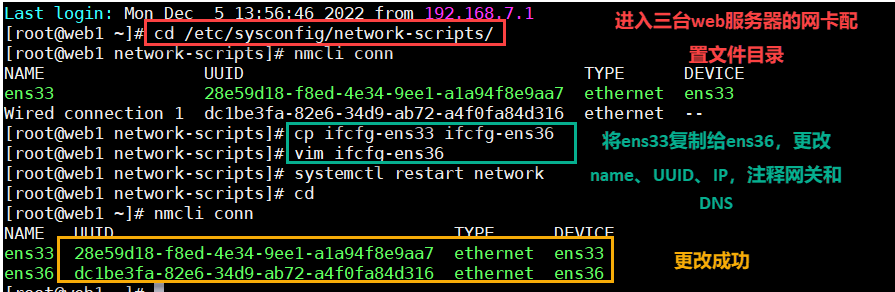 Last login: Mon Dec  5 13:56:46 2022 from 192.168.7.1
[root@web1 ~]# cd /etc/sysconfig/network-scripts/
进入三台web服务器的网卡配
置文件目录
[root@web1 network-scripts]# nmcli conn
NAME                UUID                                  TYPE      DEVICE
ens33               28e59d18-f8ed-4e34-9ee1-a1a94f8e9aa7  ethernet  ens33
Wired connection 1  dc1be3fa-82e6-34d9-ab72-a4f0fa84d316  ethernet  --
[root@web1 network-scripts]# cp ifcfg-ens33 ifcfg-ens36
[root@web1 network-scripts]# vim ifcfg-ens36
将ens33复制给ens36，更改
name、UUID、IP，注释网关和
DNS
[root@web1 network-scripts]# systemctl restart network
[root@web1 network-scripts]# cd
[root@web1 ~]# nmcli conn
NAME   UUID                                  TYPE      DEVICE
ens33  28e59d18-f8ed-4e34-9ee1-a1a94f8e9aa7  ethernet  ens33
ens36  dc1be3fa-82e6-34d9-ab72-a4f0fa84d316  ethernet  ens36
更改成功
[root@web1 ~]#